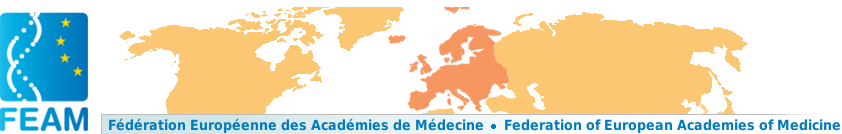 FEAM
Fédération Européenne des Académies de Médecine • Federation of European Academies of Medicine